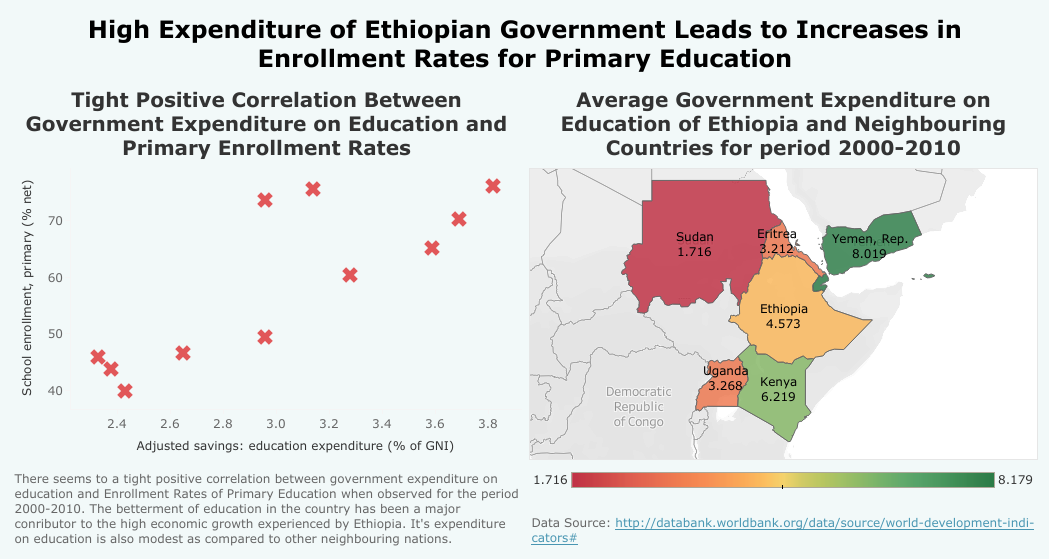 High Expenditure of Ethiopian Government Leads to Increases in
Enrollment Rates for Primary Education
Tight Positive Correlation Between
Government Expenditure on Education and
Primary Enrollment Rates
School enrollment, primary (% net)
70
60
50
40
2.4 2.6 2.8 3.0 3.2 3.4 3.6 3.8
Adjusted savings: education expenditure (% of GNI)
There seems to a tight positive correlation between government expenditure on
education and Enrollment Rates of Primary Education when observed for the period
2000-2010. The betterment of education in the country has been a major
conributor to the high economic growth experienced by Ethiopia. It's expenditure
on education is also modest as compared to other neighbouring nations.
Average Government Expenditure on
Education of Ethiopia and Neighbouring
Countries for period 2000-2010
Sudan
1.716
Eritrea
3.212
Yemen, Rep.
8.019
Ethiopia
4.573
Uganda
3.268
Kenya
6.219
Democratic
Republic
of Congo
1.716 8.179
Data Source: http://databank.worldbank.org/data/source/world-development-indi-
cators#